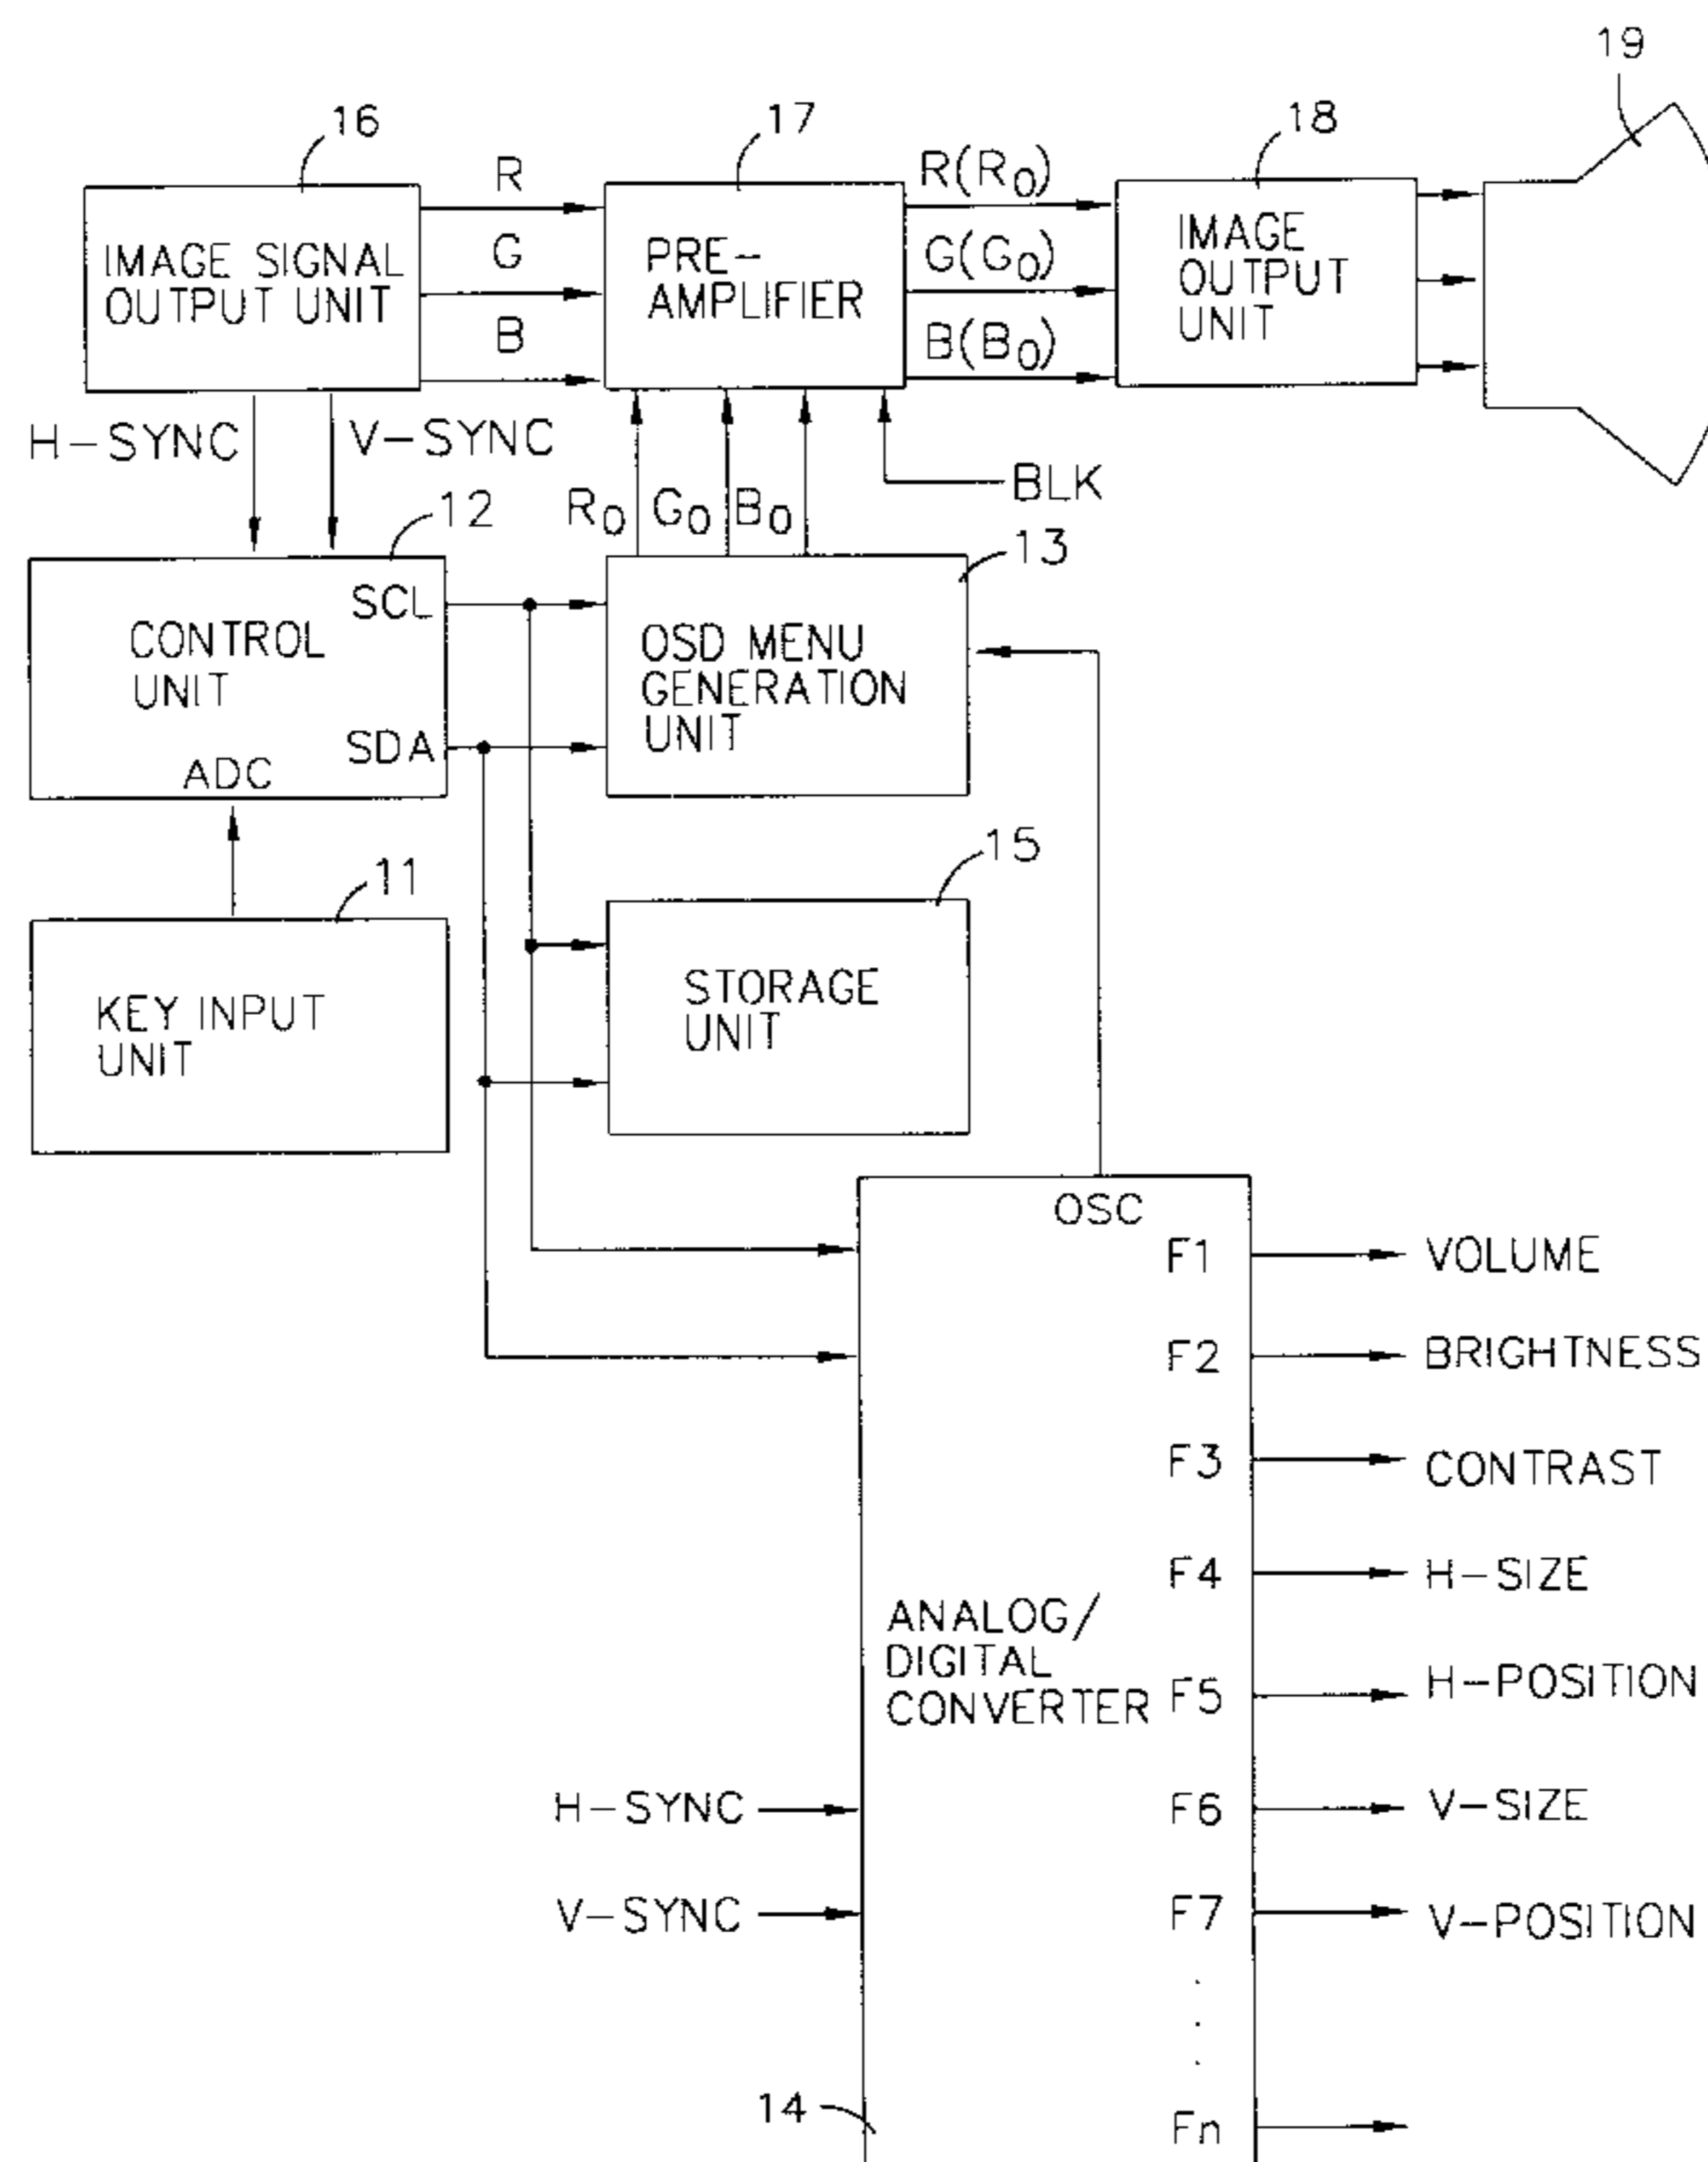 19
16
17
18
R
R(R0)
IMAGE SIGNAL
OUTPUT UNIT
G
PRE-
AMPLIFIER
G(G0)
IMAGE
OUTPUT
UNIT
B
B(B0)
H-SYNC
V-SYNC
BLK
R0
G0
B0
12
13
SCL
CONTROL
UNIT
OSD MENU
GENERATION
UNIT
SDA
ADC
11
15
KEY INPUT
UNIT
STORAGE
UNIT
OSC
F1
VOLUME
F2
BRIGHTNESS
F3
CONTRAST
F4
H-SIZE
ANALOG/
DIGITAL
CONVERTER
F5
H-POSITION
H-SYNC
F6
V-SIZE
V-SYNC
F7
V-POSITION
14
Fn